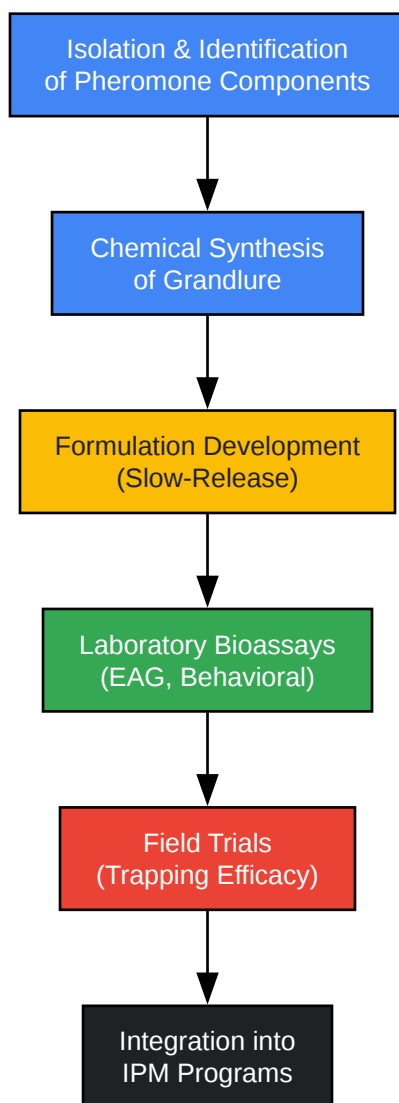 Isolation & Identification
of Pheromone Components
Chemical Synthesis
of Grandlure
Formulation Development
(Slow-Release)
Laboratory Bioassays
(EAG, Behavioral)
Field Trials
(Trapping Efficacy)
Integration into
IPM Programs